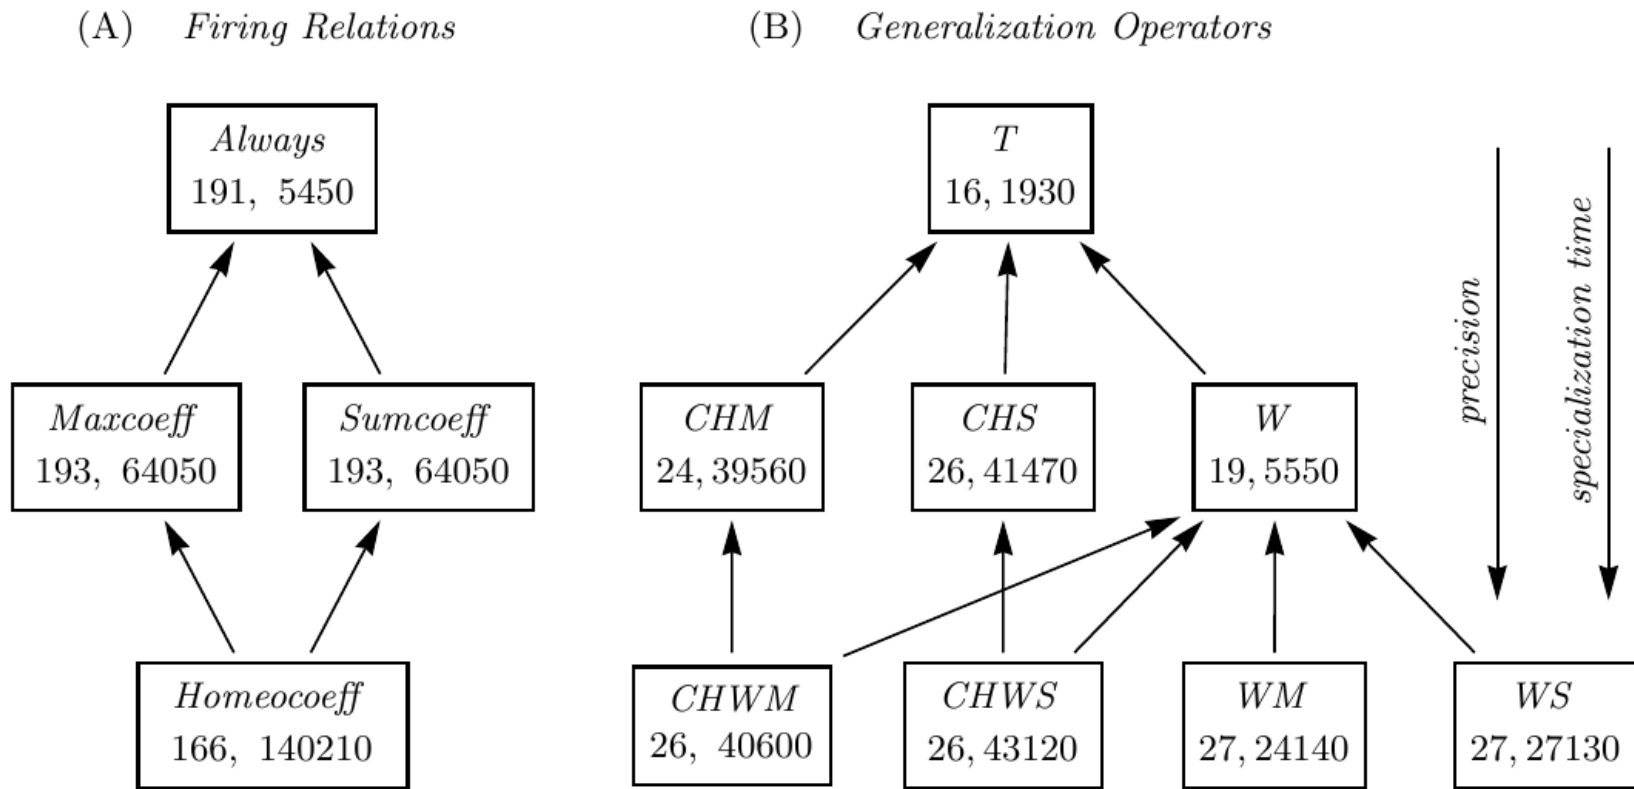 (A) Firing Relations
(B) Generalization Operators
Always
191, 5450
Maxcoeff
193, 64050
Sumcoeff
193, 64050
Homeocoeff
166, 140210
T
16, 1930
CHM
24, 39560
CHS
26, 41470
W
19, 5550
CHWM
26, 40600
CHWS
26, 43120
WM
27, 24140
WS
27, 27130
precision
specialization time